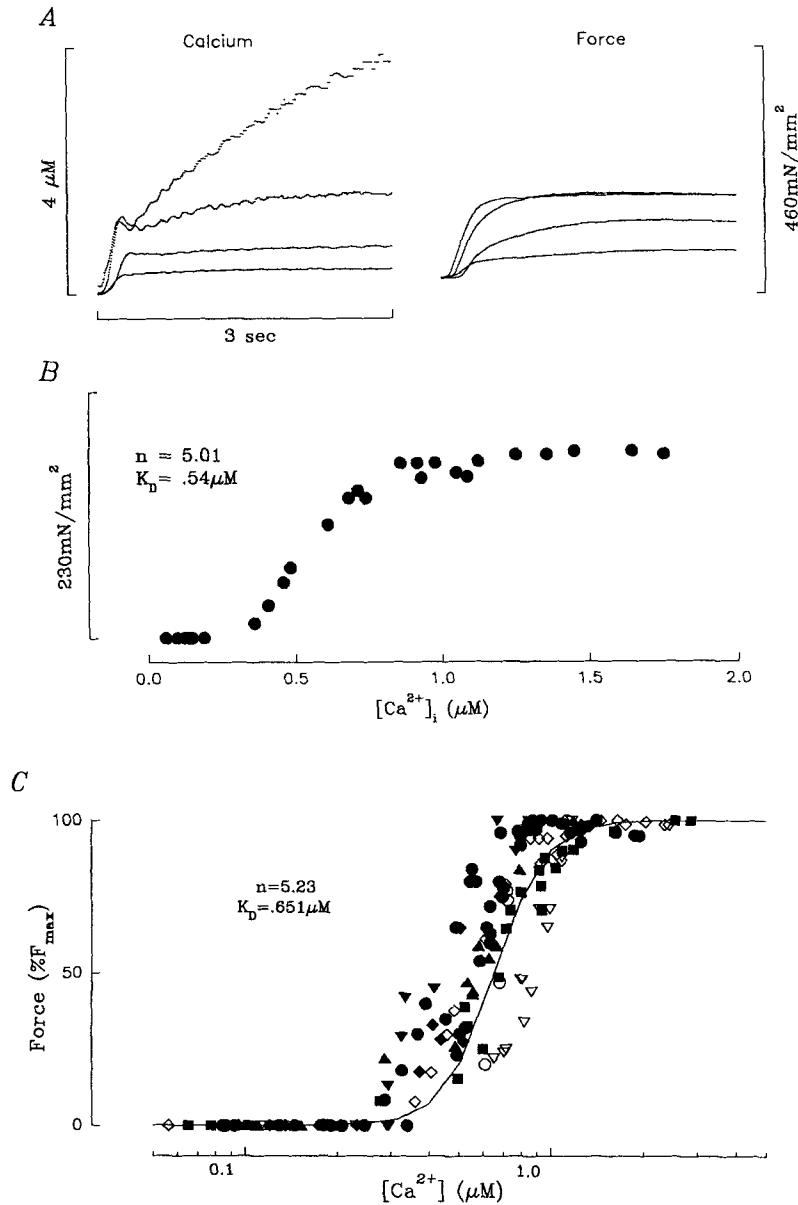 A
Calcium
Force
4 μM
460mN/mm²
3 sec
B
n = 5.01
K_D= .54μM
230mN/mm²
0.0
0.5
1.0
1.5
2.0
[Ca²⁺]ᵢ (μM)
C
100
50
0
n=5.23
K_D=.651μM
Force (%F_max)
0.1
1.0
[Ca²⁺] (μM)